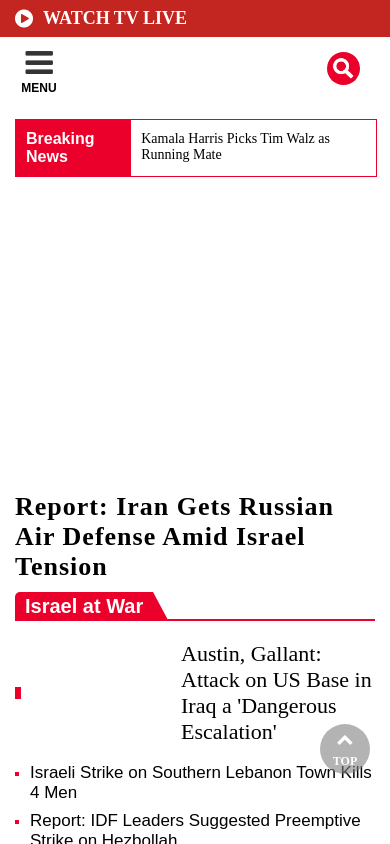 WATCH TV LIVE
MENU
Breaking
News
Kamala Harris Picks Tim Walz as
Running Mate
Report: Iran Gets Russian
Air Defense Amid Israel
Tension
Israel at War
Austin, Gallant:
Attack on US Base in
Iraq a 'Dangerous
Escalation'
TOP
Israeli Strike on Southern Lebanon Town Kills
4 Men
Report: IDF Leaders Suggested Preemptive
Strike on Hezbollah